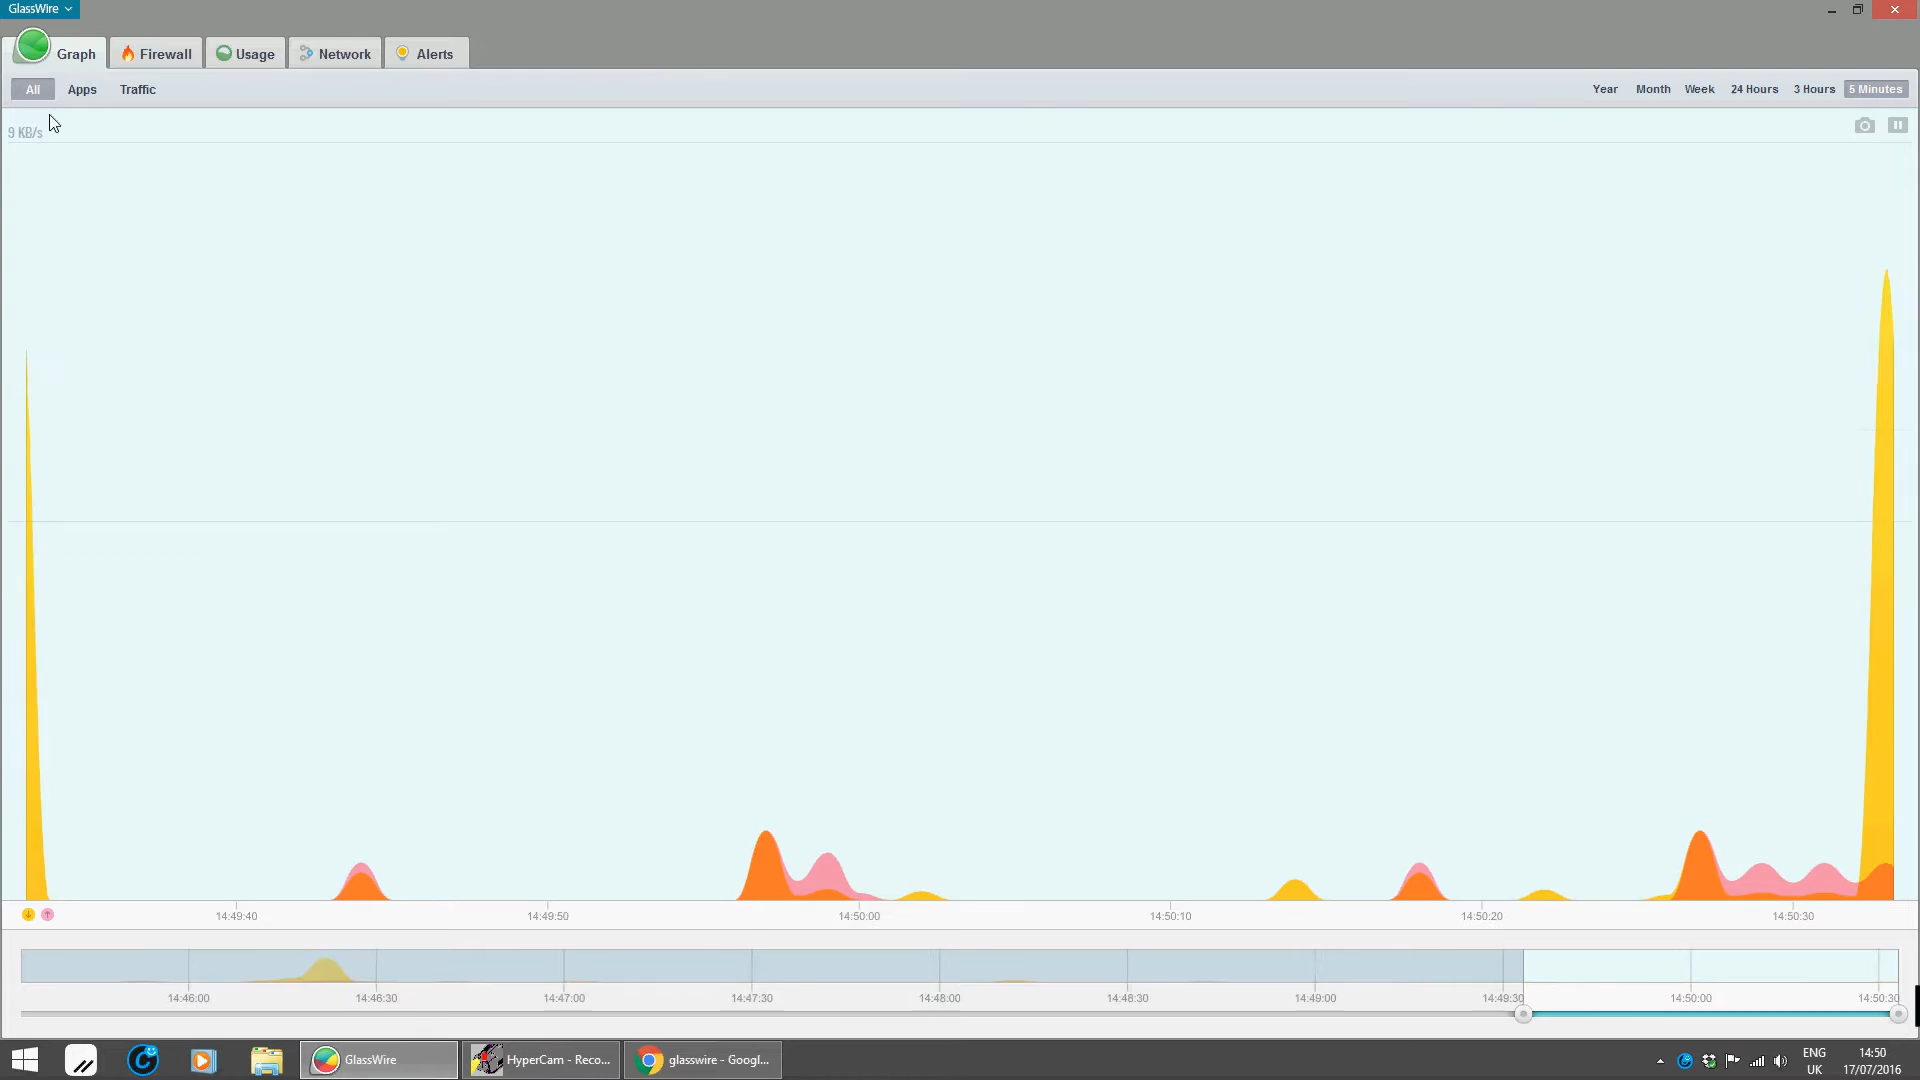 GlassWire
Graph
Firewall
Usage
Network
Alerts
All
Apps
Traffic
Year
Month
Week
24 Hours
3 Hours
5 Minutes
9 KB/s
14:49:40
14:49:50
14:50:00
14:50:10
14:50:20
14:50:30
14:46:00
14:46:30
14:47:00
14:47:30
14:48:00
14:48:30
14:49:00
14:49:30
14:50:00
14:50:30
GlassWire
HyperCam - Reco...
glasswire - Googl...
ENG
UK
14:50
17/07/2016